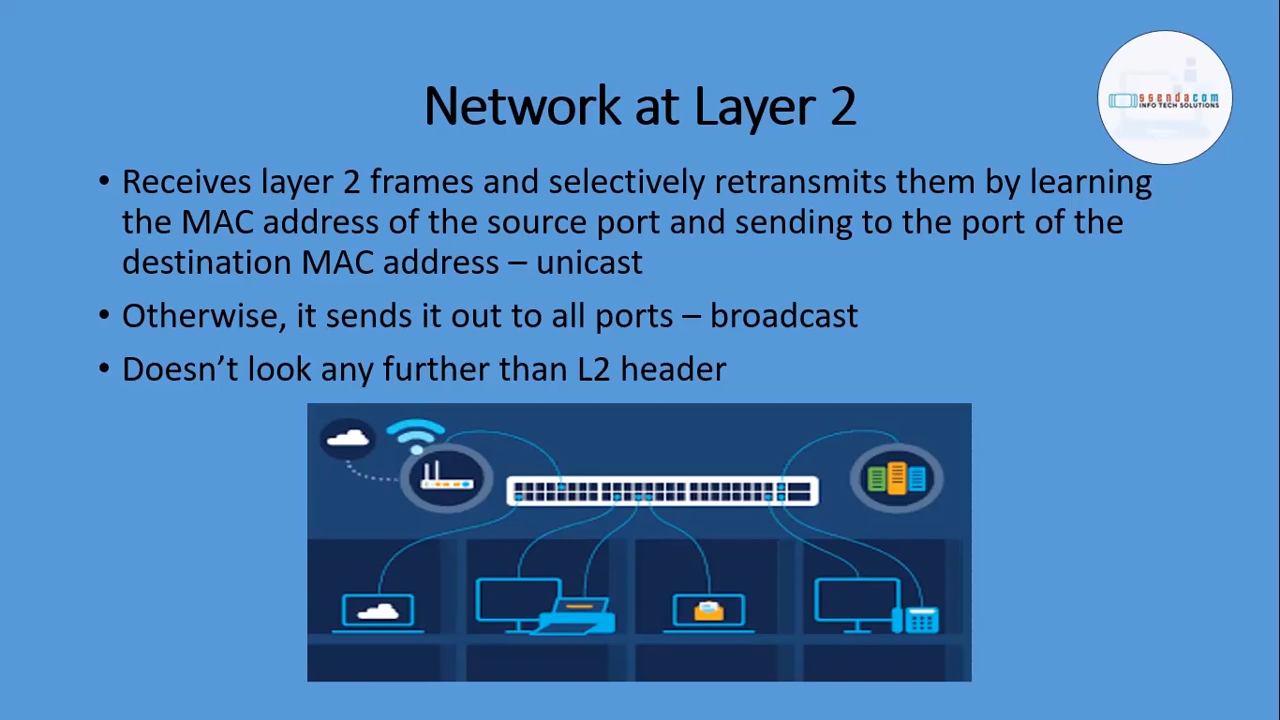 ssendacom
INFO TECH SOLUTIONS
Network at Layer 2
• Receives layer 2 frames and selectively retransmits them by learning
the MAC address of the source port and sending to the port of the
destination MAC address – unicast
• Otherwise, it sends it out to all ports – broadcast
• Doesn’t look any further than L2 header